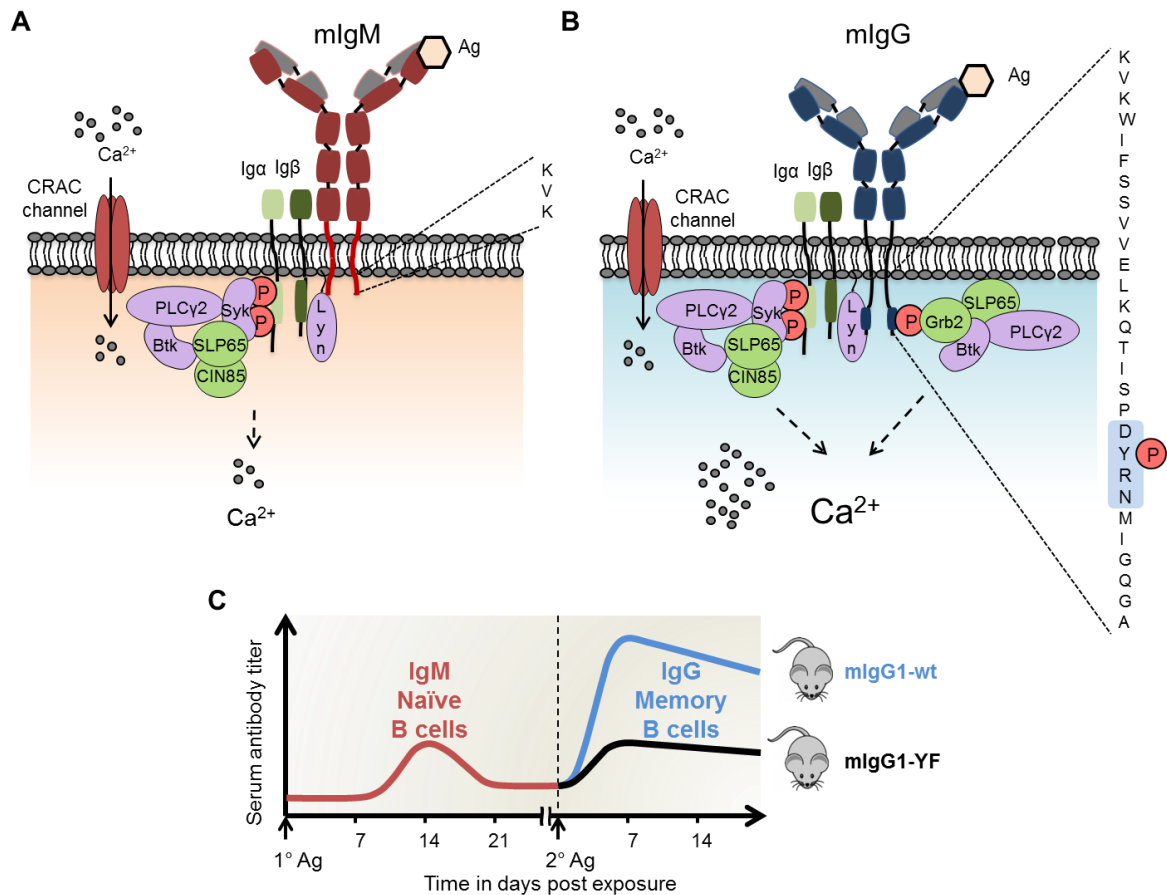 A
mIgM
Ag
Ca²⁺
CRAC
channel
Igα Igβ
K
V
K
P
P
PLCγ2
Syk
Btk
SLP65
CIN85
L
y
n
Ca²⁺
B
mIgG
Ag
Ca²⁺
CRAC
channel
Igα Igβ
P
P
PLCγ2
Syk
Btk
SLP65
CIN85
L
y
n
P
Grb2
SLP65
Btk
PLCγ2
Ca²⁺
K
V
K
W
I
F
S
S
V
V
E
L
K
Q
T
I
S
P
D
Y P
R
N
M
I
G
Q
G
A
C
Serum antibody titer
IgM
Naïve
B cells
IgG
Memory
B cells
mIgG1-wt
mIgG1-YF
7 14 21 7 14
1° Ag 2° Ag
Time in days post exposure